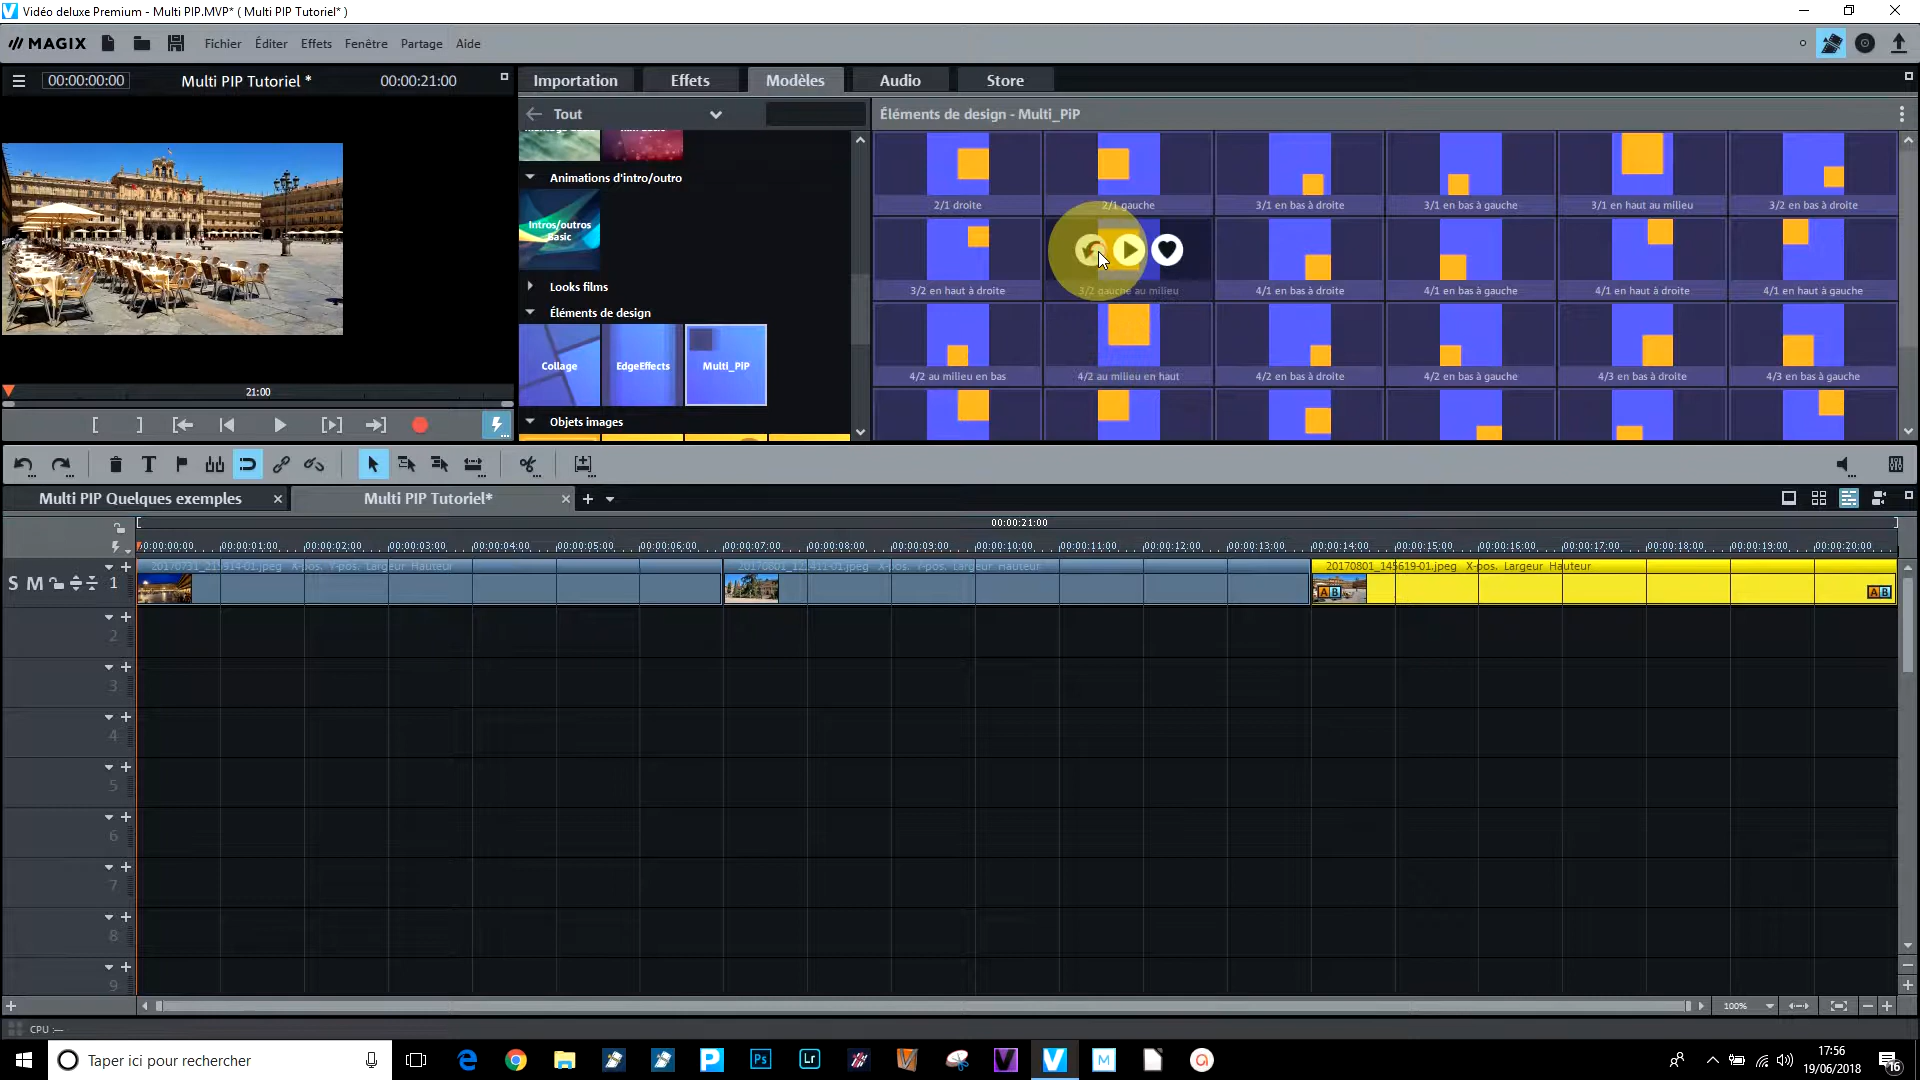 Vidéo deluxe Premium - Multi PIP.MVP* ( Multi PIP Tutoriel* )
MAGIX Fichier Éditer Effets Fenêtre Partage Aide
00:00:00:00 Multi PIP Tutoriel * 00:00:21:00
Importation Effets Modèles Audio Store
Tout
Éléments de design - Multi_PiP
Animations d'intro/outro
Intros/outros
Basic
Looks films
Éléments de design
Collage EdgeEffects Multi_PiP
Objets images
2/1 droite 2/1 gauche 3/1 en bas à droite 3/1 en bas à gauche 3/1 en haut au milieu 3/2 en bas à droite
3/2 en haut à droite 3/2 gauche au milieu 4/1 en bas à droite 4/1 en bas à gauche 4/1 en haut à droite 4/1 en haut à gauche
4/2 au milieu en bas 4/2 au milieu en haut 4/2 en bas à droite 4/2 en bas à gauche 4/3 en bas à droite 4/3 en bas à gauche
21:00
Multi PIP Quelques exemples Multi PIP Tutoriel*
00:00:21:00
00:00:00:00 00:00:01:00 00:00:02:00 00:00:03:00 00:00:04:00 00:00:05:00 00:00:06:00 00:00:07:00 00:00:08:00 00:00:09:00 00:00:10:00 00:00:11:00 00:00:12:00 00:00:13:00 00:00:14:00 00:00:15:00 00:00:16:00 00:00:17:00 00:00:18:00 00:00:19:00 00:00:20:00
X-pos. Y-pos. Largeur Hauteur X-pos. Y-pos. Largeur Hauteur 20170801_145619-01.jpeg X-pos. Largeur Hauteur
S M 1
A B A B
2
3
4
5
6
7
8
9
100%
CPU :—
Taper ici pour rechercher
Ps Lr
17:56
19/06/2018
16